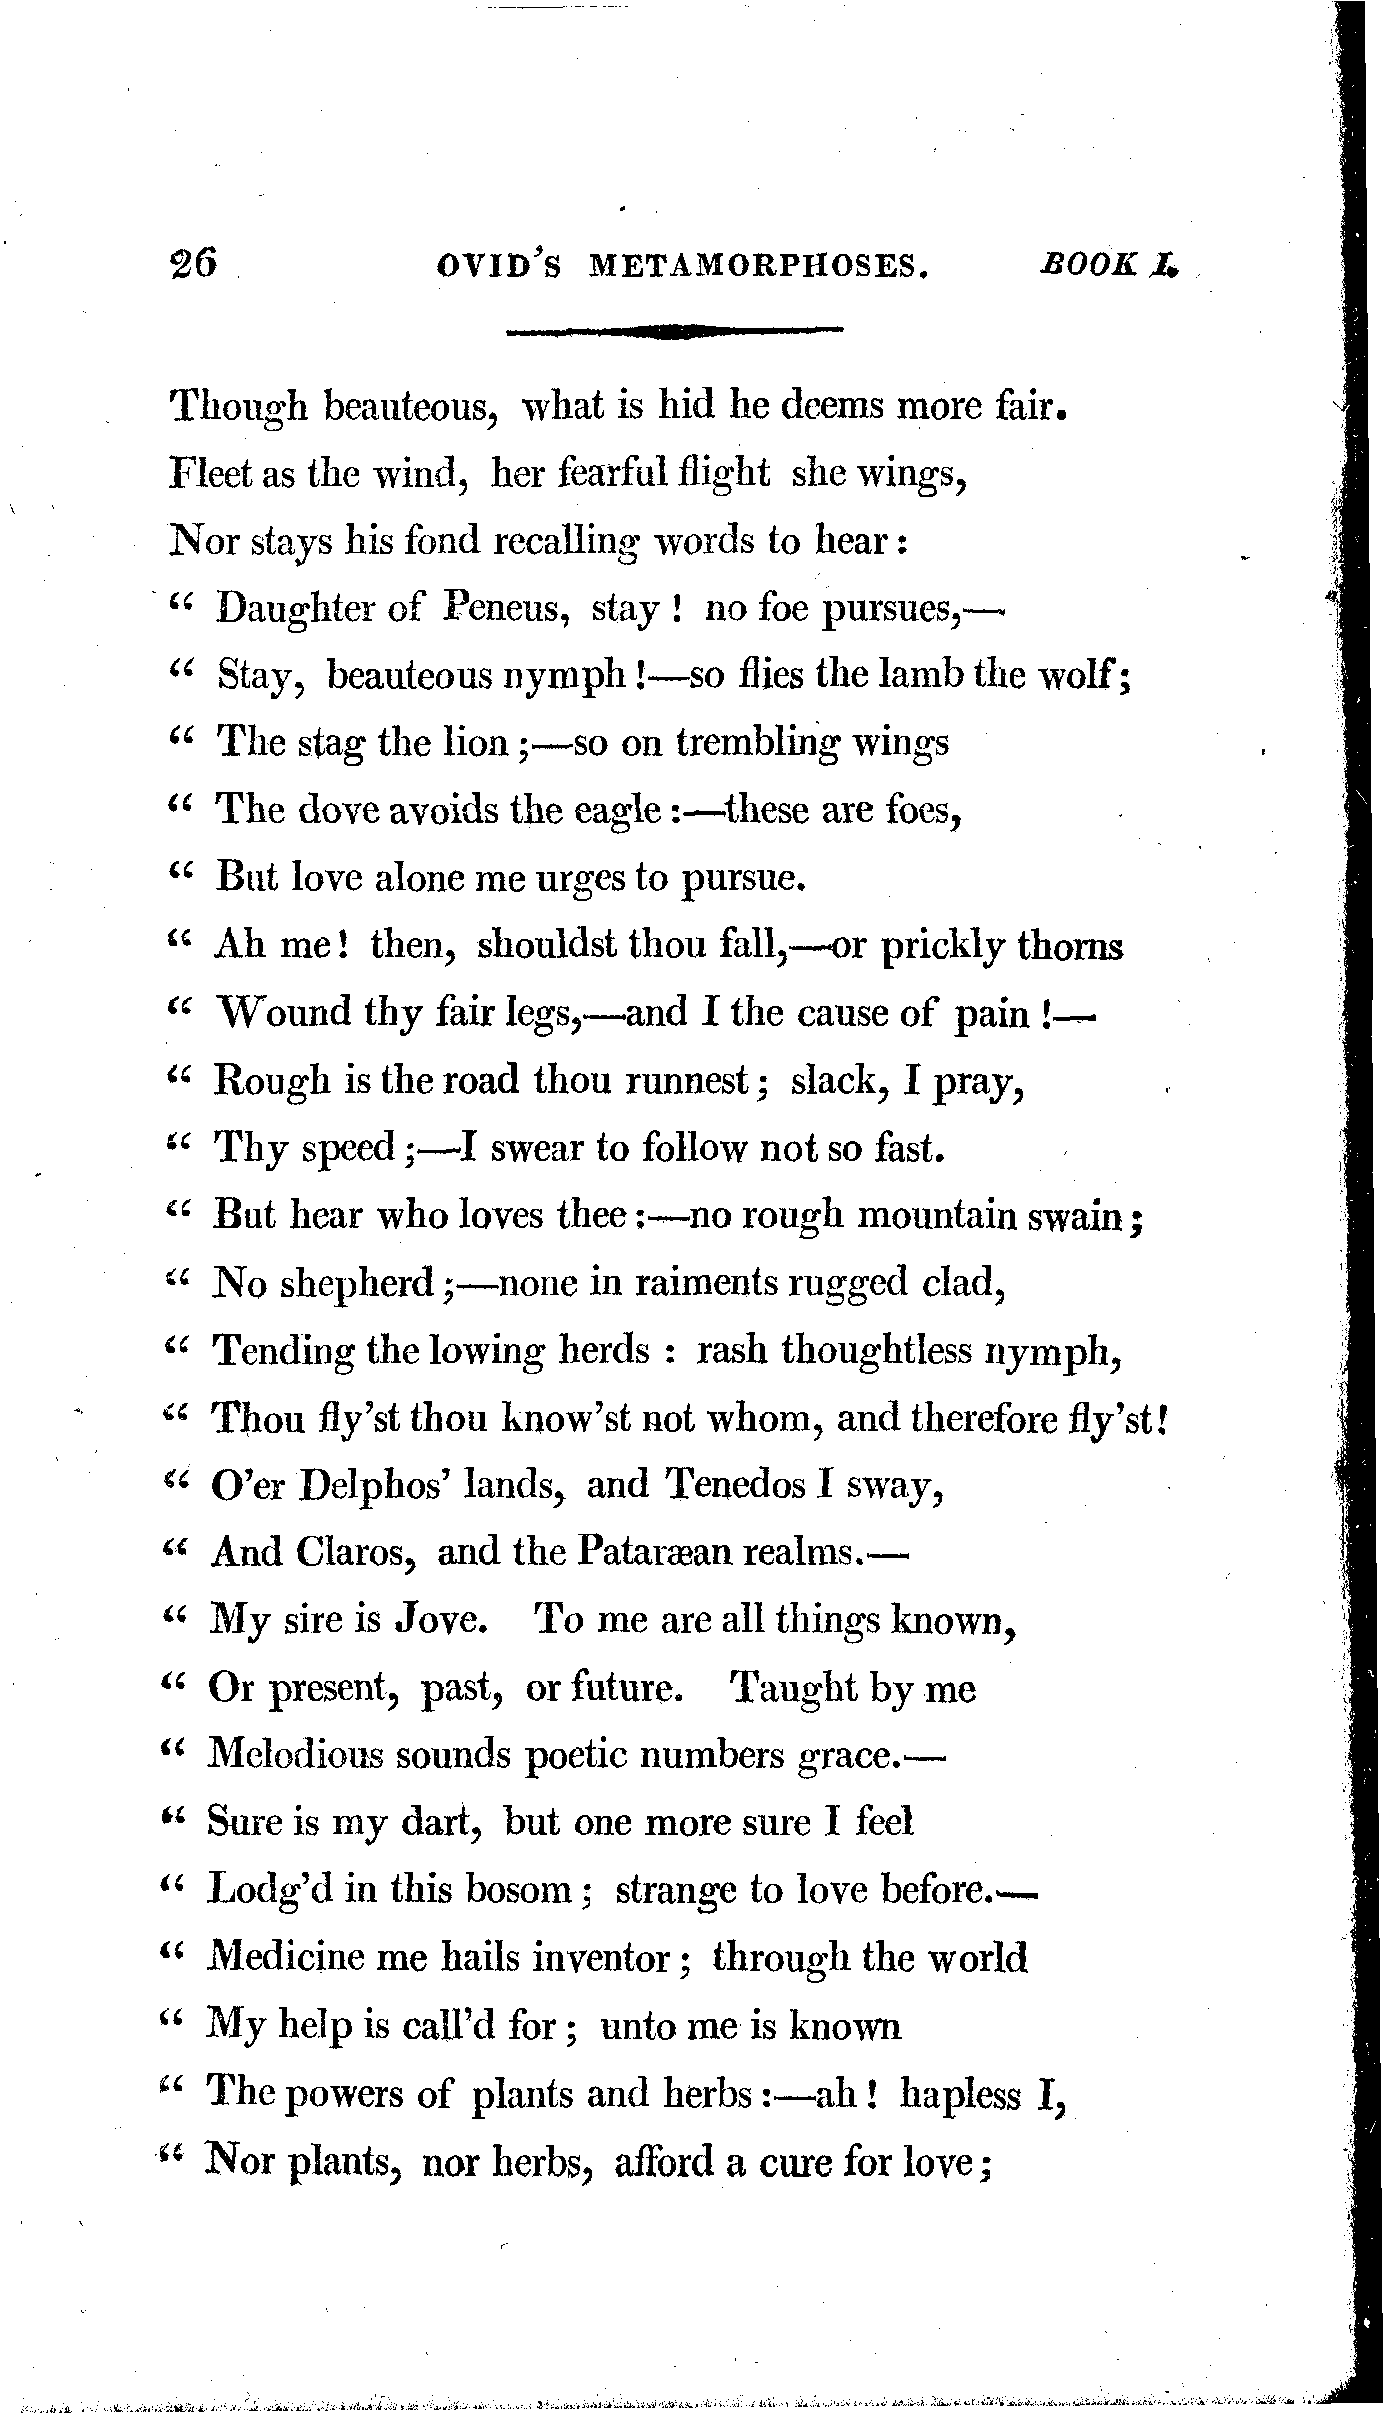 26 OVID'S METAMORPHOSES. BOOK I.
Though beauteous, what is hid he deems more fair.
Fleet as the wind, her fearful flight she wings,
Nor stays his fond recalling words to hear:
“ Daughter of Peneus, stay ! no foe pursues,—
“ Stay, beauteous nymph !—so flies the lamb the wolf;
“ The stag the lion ;—so on trembling wings
“ The dove avoids the eagle :—these are foes,
“ But love alone me urges to pursue.
“ Ah me! then, shouldst thou fall,—or prickly thorns
“ Wound thy fair legs,—and I the cause of pain !—
“ Rough is the road thou runnest ; slack, I pray,
“ Thy speed ;—I swear to follow not so fast.
“ But hear who loves thee :—no rough mountain swain ;
“ No shepherd ;—none in raiments rugged clad,
“ Tending the lowing herds : rash thoughtless nymph,
“ Thou fly'st thou know'st not whom, and therefore fly'st!
“ O'er Delphos' lands, and Tenedos I sway,
“ And Claros, and the Pataræan realms.—
“ My sire is Jove. To me are all things known,
“ Or present, past, or future. Taught by me
“ Melodious sounds poetic numbers grace.—
“ Sure is my dart, but one more sure I feel
“ Lodg'd in this bosom ; strange to love before.—
“ Medicine me hails inventor ; through the world
“ My help is call'd for ; unto me is known
“ The powers of plants and herbs :—ah ! hapless I,
“ Nor plants, nor herbs, afford a cure for love ;